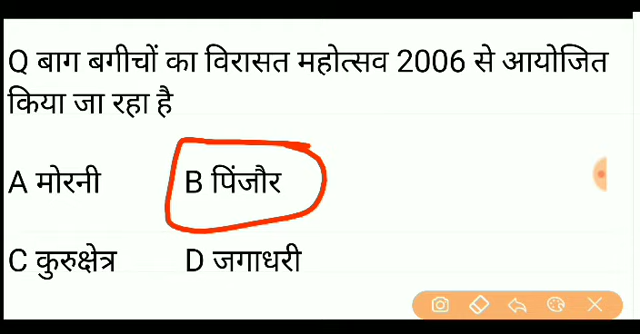 Q बाग बगीचों का विरासत महोत्सव 2006 से आयोजित
किया जा रहा है
A मोरनी B पिंजौर
C कुरुक्षेत्र D जगाधरी